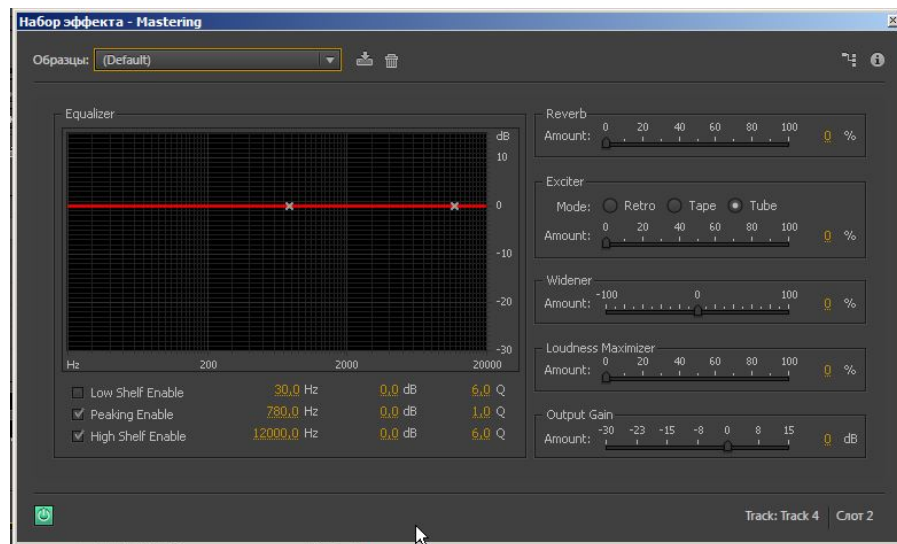 Набор эффекта - Mastering
Образцы: (Default)
Equalizer
dB
10
0
-10
-20
-30
Hz 200 2000 20000
Low Shelf Enable 30,0 Hz 0,0 dB 6,0 Q
Peaking Enable 780,0 Hz 0,0 dB 1,0 Q
High Shelf Enable 12000,0 Hz 0,0 dB 6,0 Q
Reverb
0 20 40 60 80 100
Amount: 0 %
Exciter
Mode: Retro Tape Tube
0 20 40 60 80 100
Amount: 0 %
Widener
-100 0 100
Amount: 0 %
Loudness Maximizer
0 20 40 60 80 100
Amount: 0 %
Output Gain
-30 -23 -15 -8 0 8 15
Amount: 0 dB
Track: Track 4 Слот 2